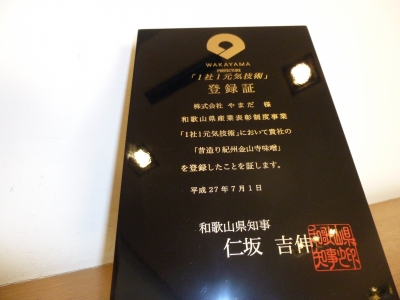 WAKAYAMA
PREFECTURE
「1社1元気技術」
登録証
株式会社 やまだ 様
和歌山県産業表彰制度事業
「1社1元気技術」において貴社の
「昔造り紀州金山寺味噌」
を登録したことを証します。
平成27年7月1日
和歌山県知事
仁坂 吉伸